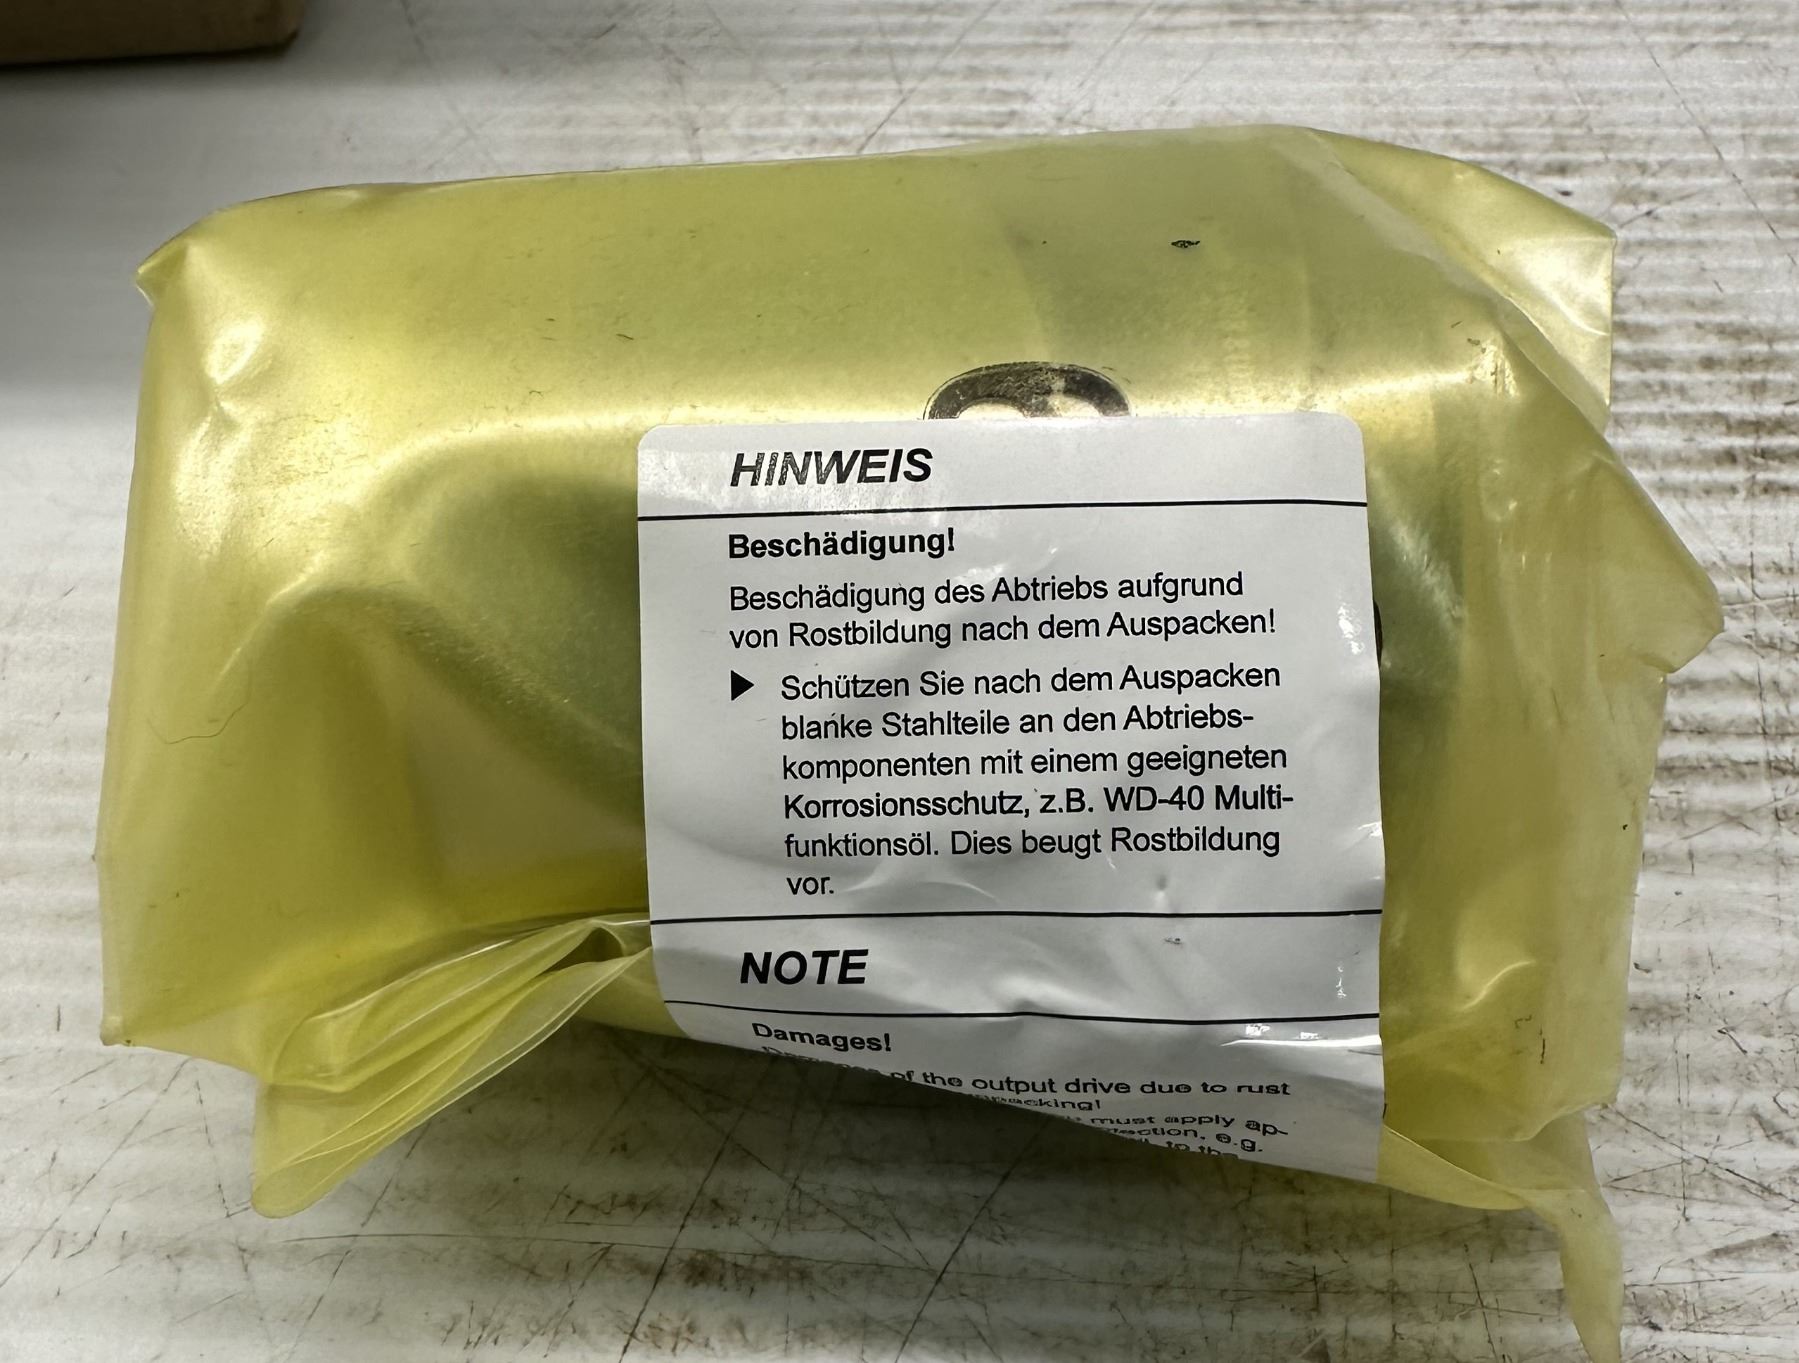 HINWEIS
Beschädigung!
Beschädigung des Abtriebs aufgrund
von Rostbildung nach dem Auspacken!
Schützen Sie nach dem Auspacken
blanke Stahlteile an den Abtriebs-
komponenten mit einem geeigneten
Korrosionsschutz, z.B. WD-40 Multi-
funktionsöl. Dies beugt Rostbildung
vor.
NOTE
Damages!
of the output drive due to rust
must apply ap-
e.g.
to the